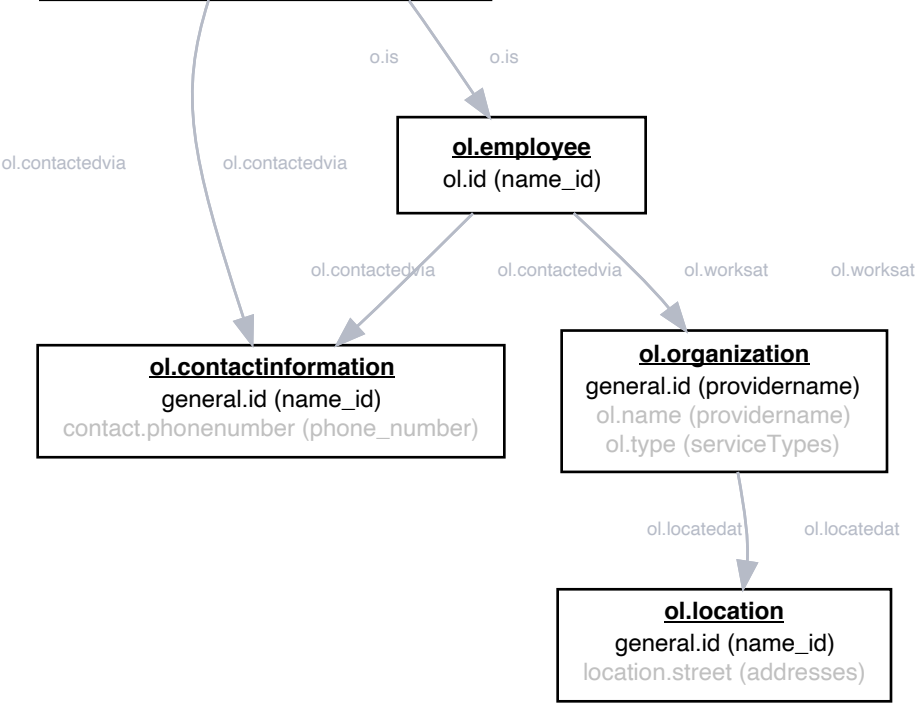 o.is o.is
ol.employee
ol.id (name_id)
ol.contactedvia ol.contactedvia
ol.contactedvia ol.contactedvia ol.worksat ol.worksat
ol.contactinformation
general.id (name_id)
contact.phonenumber (phone_number)
ol.organization
general.id (providername)
ol.name (providername)
ol.type (serviceTypes)
ol.locatedat ol.locatedat
ol.location
general.id (name_id)
location.street (addresses)